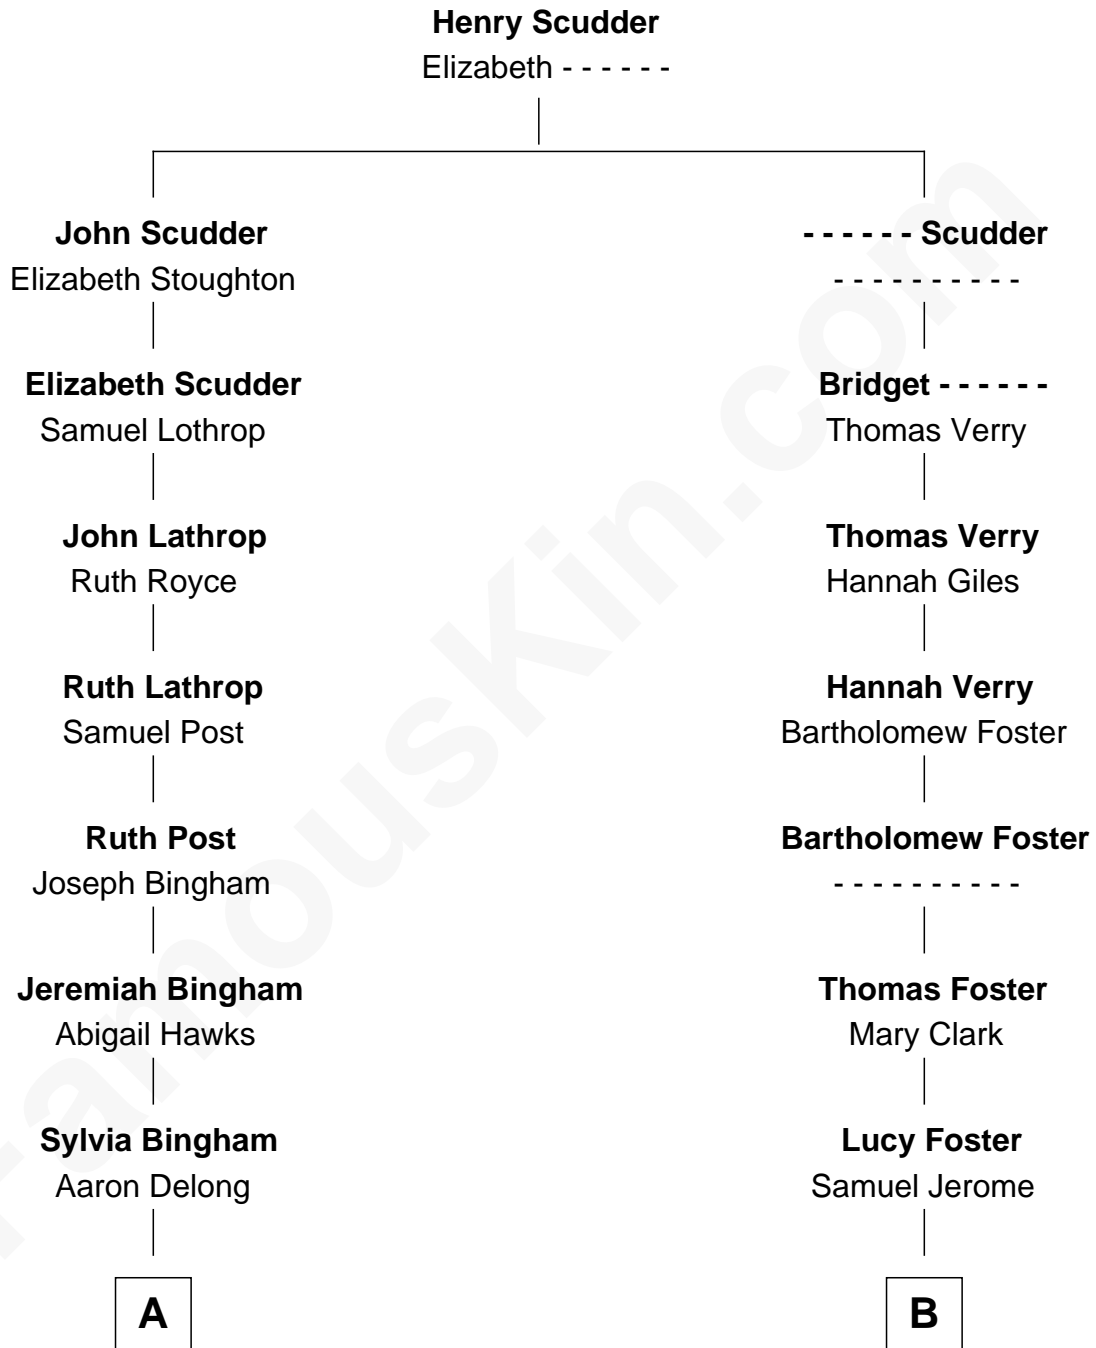 Henry Scudder
Elizabeth - - - - - -
John Scudder
Elizabeth Stoughton
- - - - - - Scudder
- - - - - - - - - -
Elizabeth Scudder
Samuel Lothrop
Bridget - - - - - -
Thomas Verry
John Lathrop
Ruth Royce
Thomas Verry
Hannah Giles
Ruth Lathrop
Samuel Post
Hannah Verry
Bartholomew Foster
Ruth Post
Joseph Bingham
Bartholomew Foster
- - - - - - - - - -
Jeremiah Bingham
Abigail Hawks
Thomas Foster
Mary Clark
Sylvia Bingham
Aaron Delong
Lucy Foster
Samuel Jerome
A
B
FamousKin.com